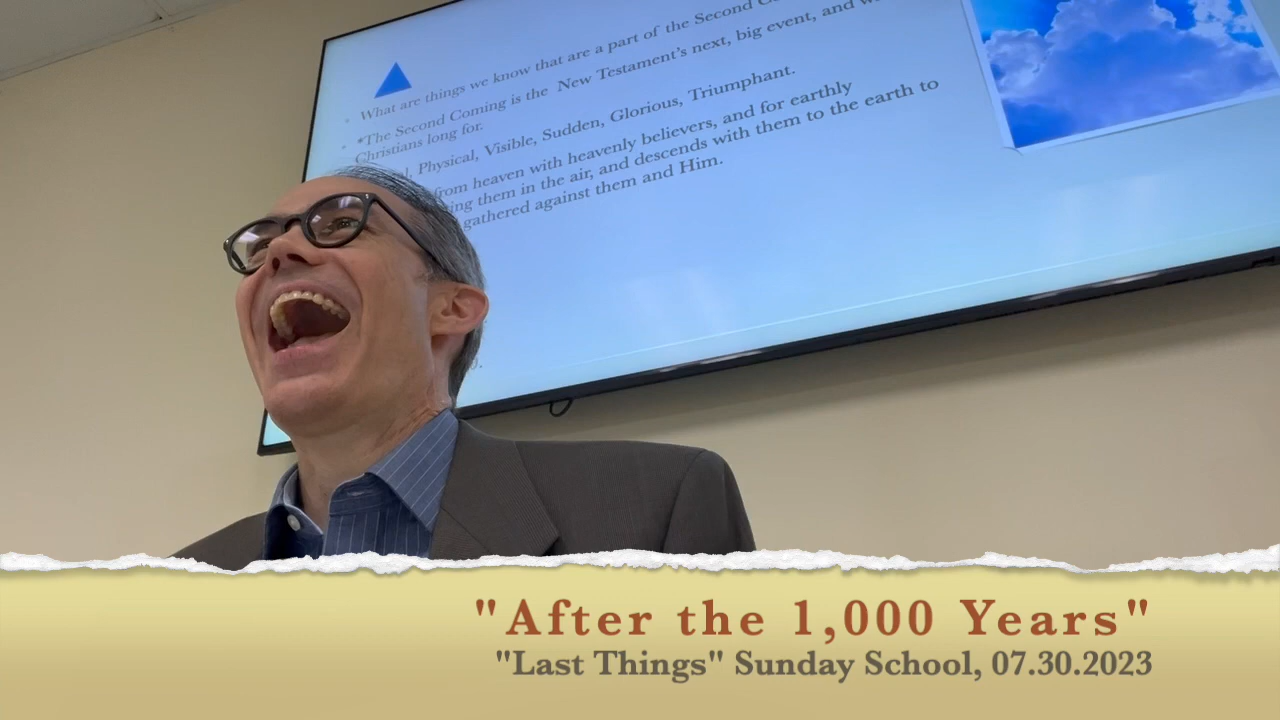 What are things we know that are a part of the Second
*The Second Coming is the New Testament's next, big event, and
Christians long for.
Physical, Visible, Sudden, Glorious, Triumphant.
from heaven with heavenly believers, and for earthly
them in the air, and descends with them to the earth to
gathered against them and Him.
"After the 1,000 Years"
"Last Things" Sunday School, 07.30.2023